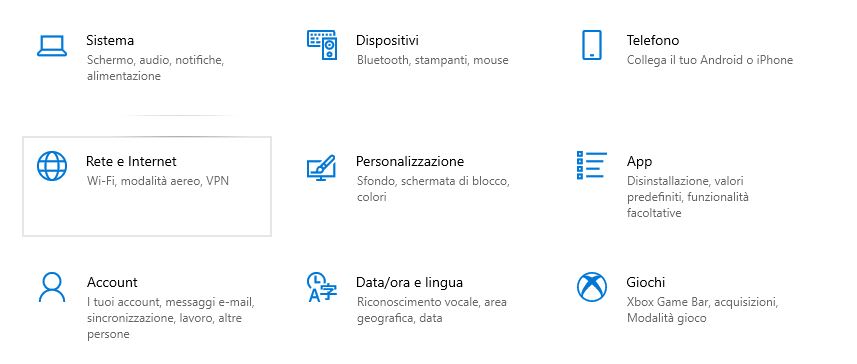 Sistema
Schermo, audio, notifiche,
alimentazione
Dispositivi
Bluetooth, stampanti, mouse
Telefono
Collega il tuo Android o iPhone
Rete e Internet
Wi-Fi, modalità aereo, VPN
Personalizzazione
Sfondo, schermata di blocco,
colori
App
Disinstallazione, valori
predefiniti, funzionalità
facoltative
Account
I tuoi account, messaggi e-mail,
sincronizzazione, lavoro, altre
persone
Data/ora e lingua
Riconoscimento vocale, area
geografica, data
Giochi
Xbox Game Bar, acquisizioni,
Modalità gioco